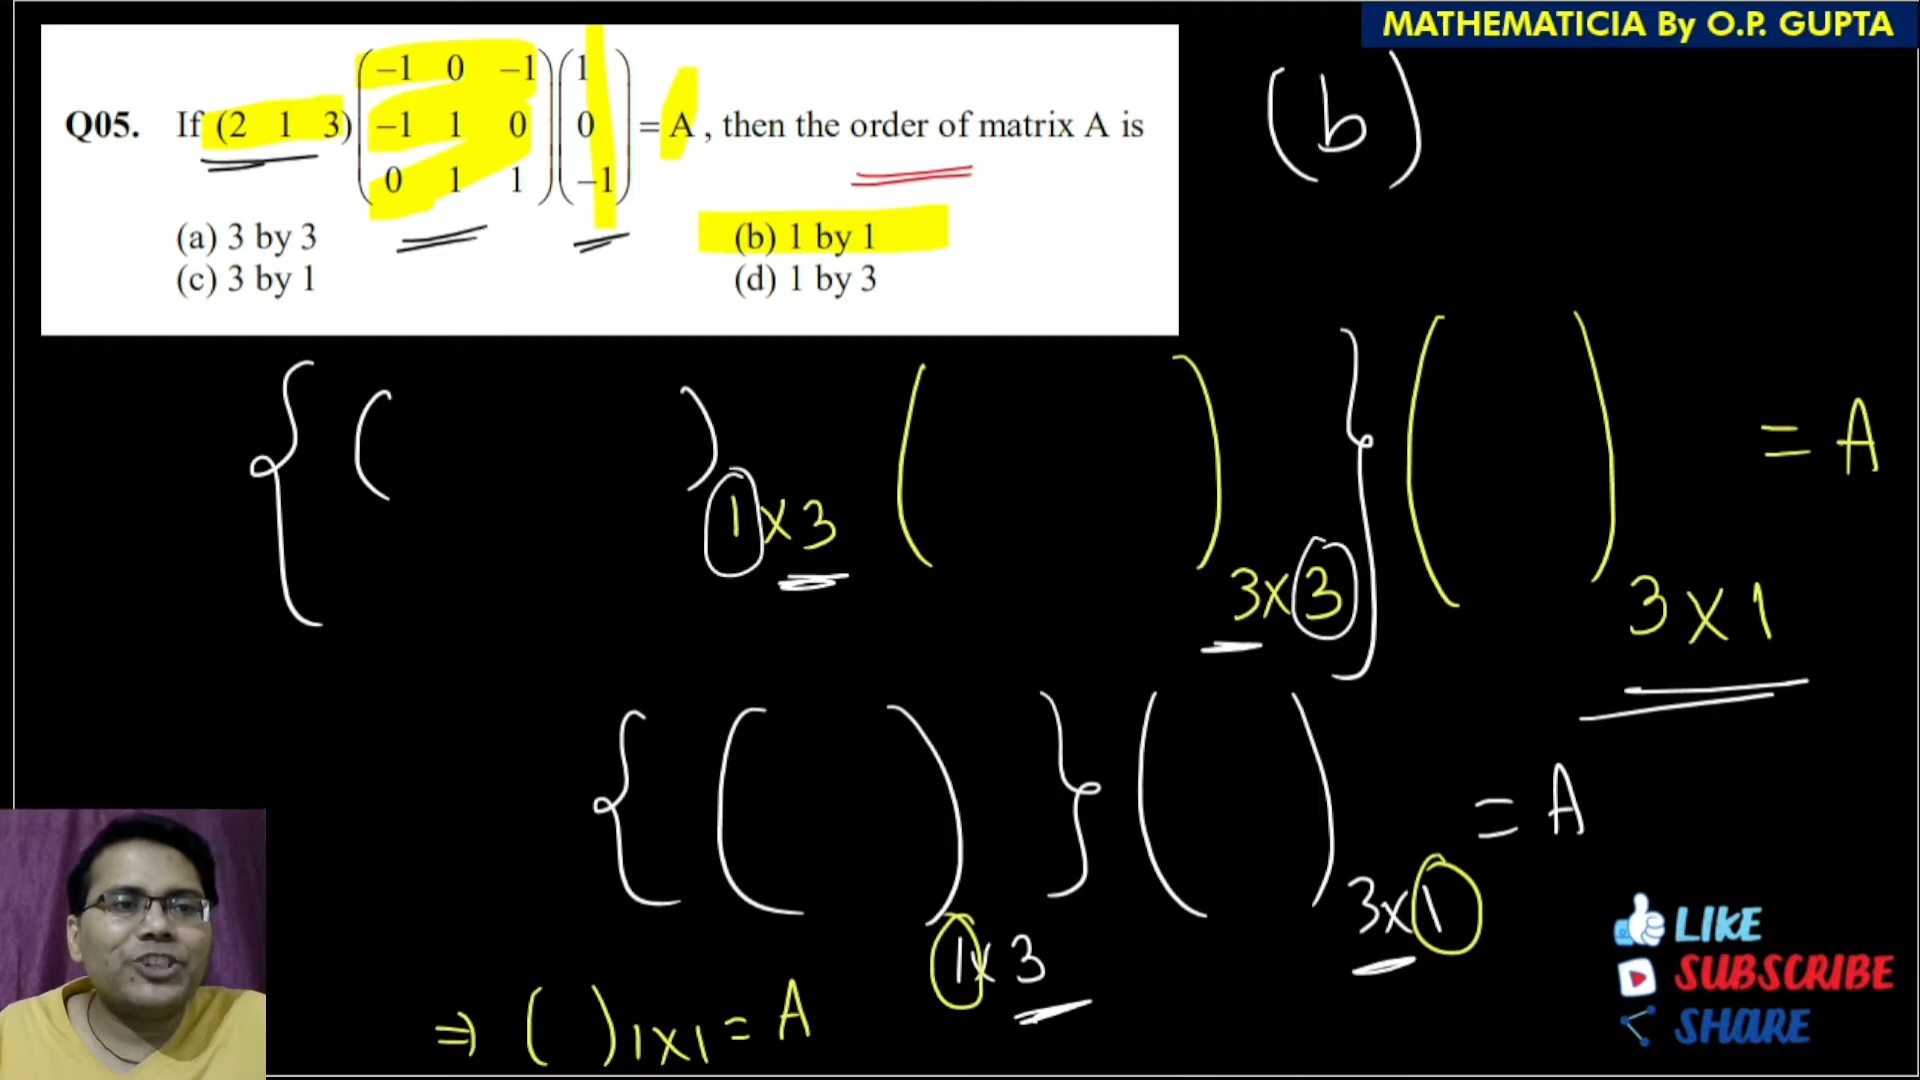 MATHEMATICIA By O.P. GUPTA
Q05. If (2 1 3) (−1 0 −1
−1 1 0
0 1 1) (1
0
−1) = A, then the order of matrix A is
(a) 3 by 3 (b) 1 by 1
(c) 3 by 1 (d) 1 by 3
(b)
{ ( )1×3 ( )3×3 } ( )3×1 = A
{ ( )1×3 } ( )3×1 = A
⇒ ( )1×1 = A
LIKE
SUBSCRIBE
SHARE